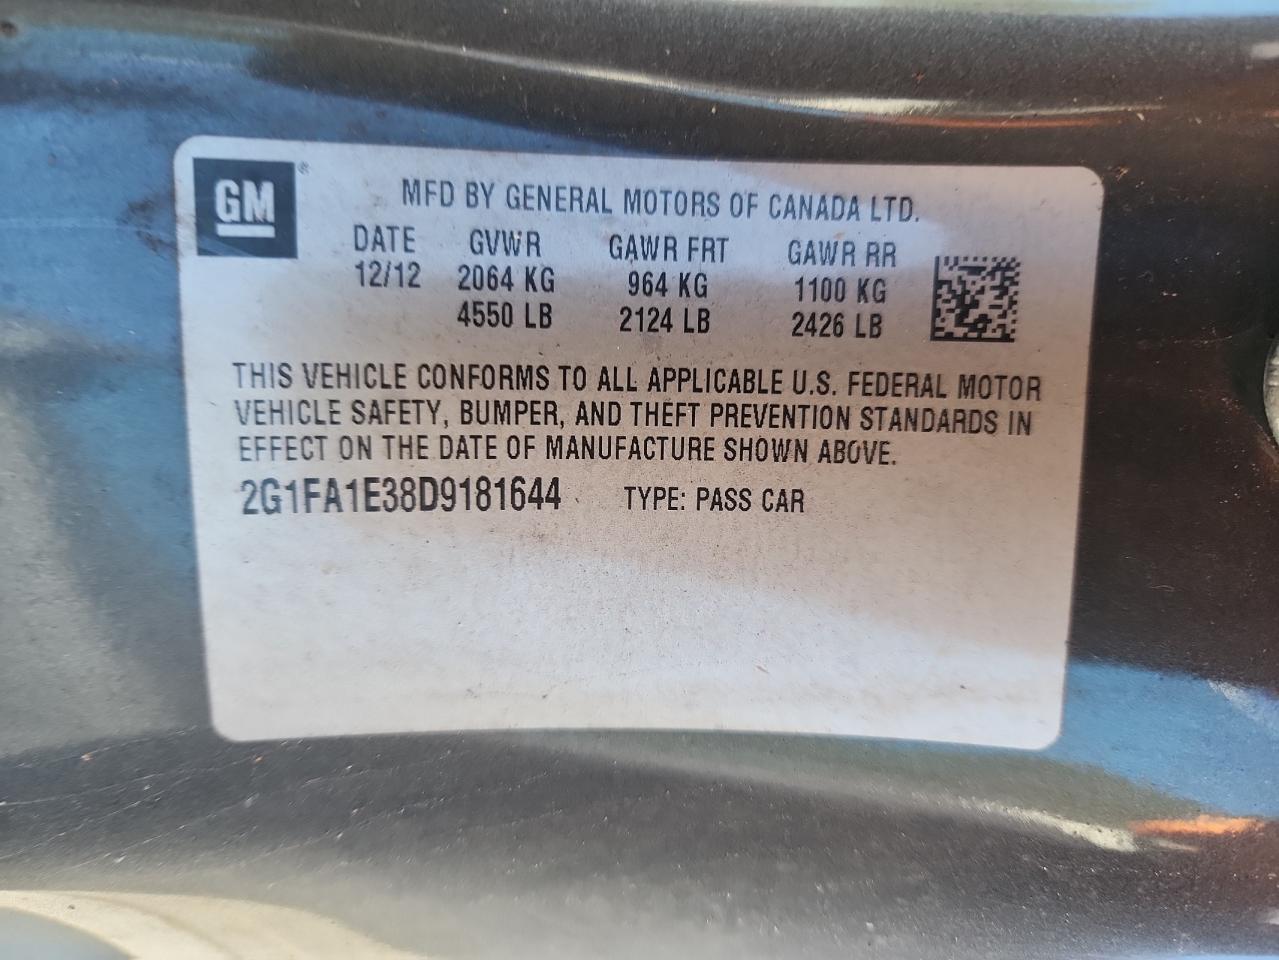 GM ®
MFD BY GENERAL MOTORS OF CANADA LTD.
DATE GVWR GAWR FRT GAWR RR
12/12 2064 KG 964 KG 1100 KG
4550 LB 2124 LB 2426 LB
THIS VEHICLE CONFORMS TO ALL APPLICABLE U.S. FEDERAL MOTOR
VEHICLE SAFETY, BUMPER, AND THEFT PREVENTION STANDARDS IN
EFFECT ON THE DATE OF MANUFACTURE SHOWN ABOVE.
2G1FA1E38D9181644 TYPE: PASS CAR